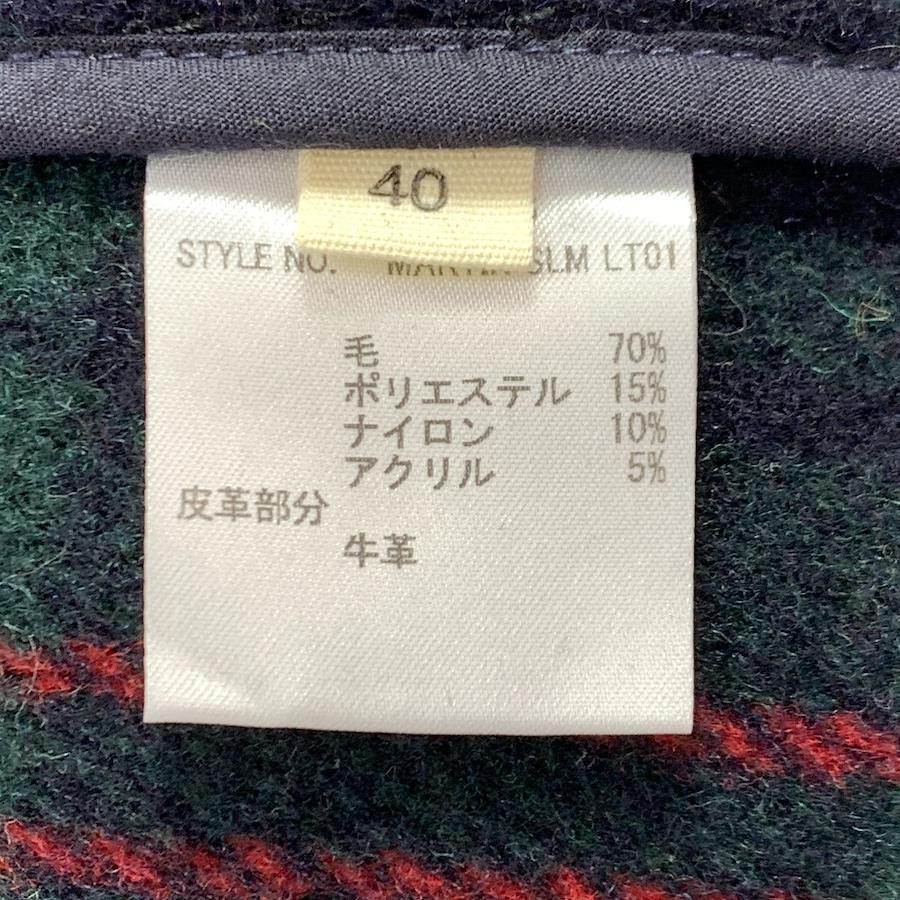 40
STYLE NO. SLM LT01
毛 70%
ポリエステル 15%
ナイロン 10%
アクリル 5%
皮革部分
牛革